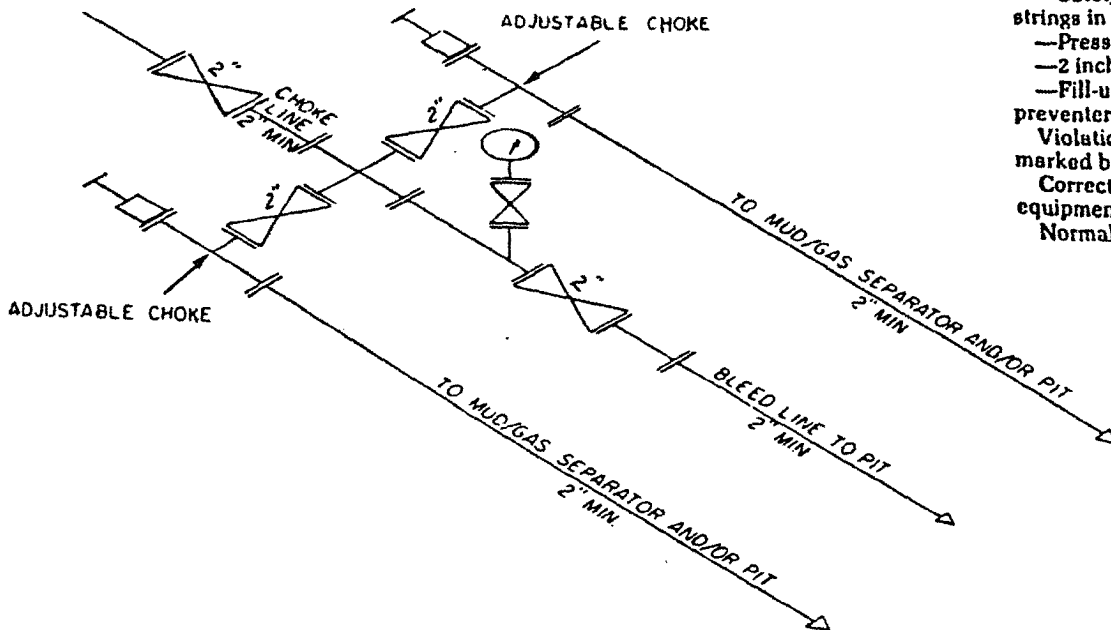 ADJUSTABLE CHOKE
strings in
—Press
—2 inch
—Fill-u
preventer
Violatio
marked b
Correct
equipmen
Normal
2"
CHOKE
LINE
2" MIN
2"
2"
2"
ADJUSTABLE CHOKE
TO MUD/GAS SEPARATOR AND/OR PIT
2" MIN
BLEED LINE TO PIT
2" MIN
TO MUD/GAS SEPARATOR AND/OR PIT
2" MIN.